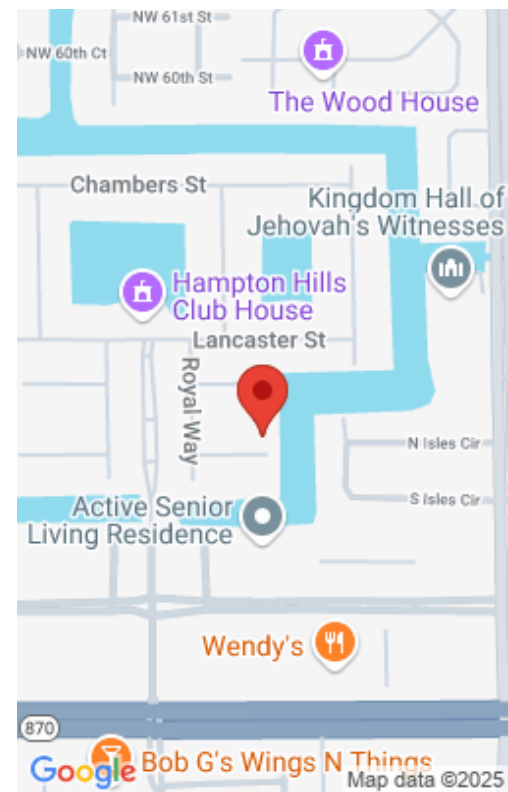 NW 61st St
NW 60th Ct
NW 60th St
The Wood House
Chambers St
Kingdom Hall of
Jehovah's Witnesses
Hampton Hills
Club House
Lancaster St
Royal Way
N Isles Cir
S Isles Cir
Active Senior
Living Residence
Wendy's
870
Bob G's Wings N Things
Google
Map data ©2025